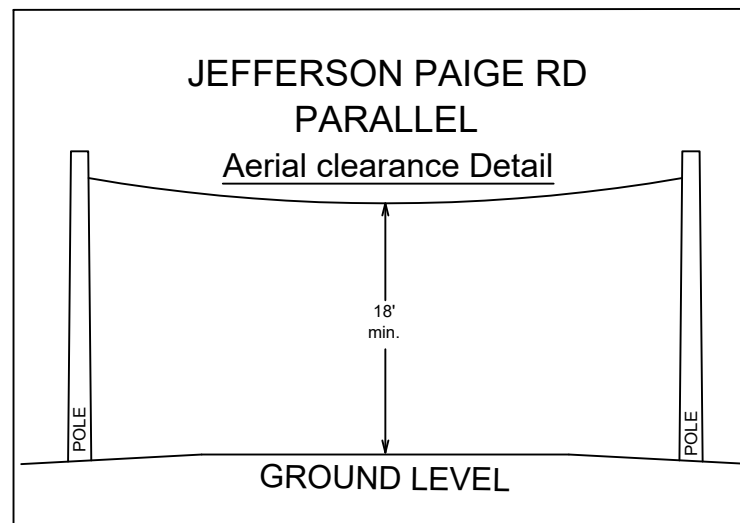 JEFFERSON PAIGE RD
PARALLEL
Aerial clearance Detail
18'
min.
POLE
POLE
GROUND LEVEL